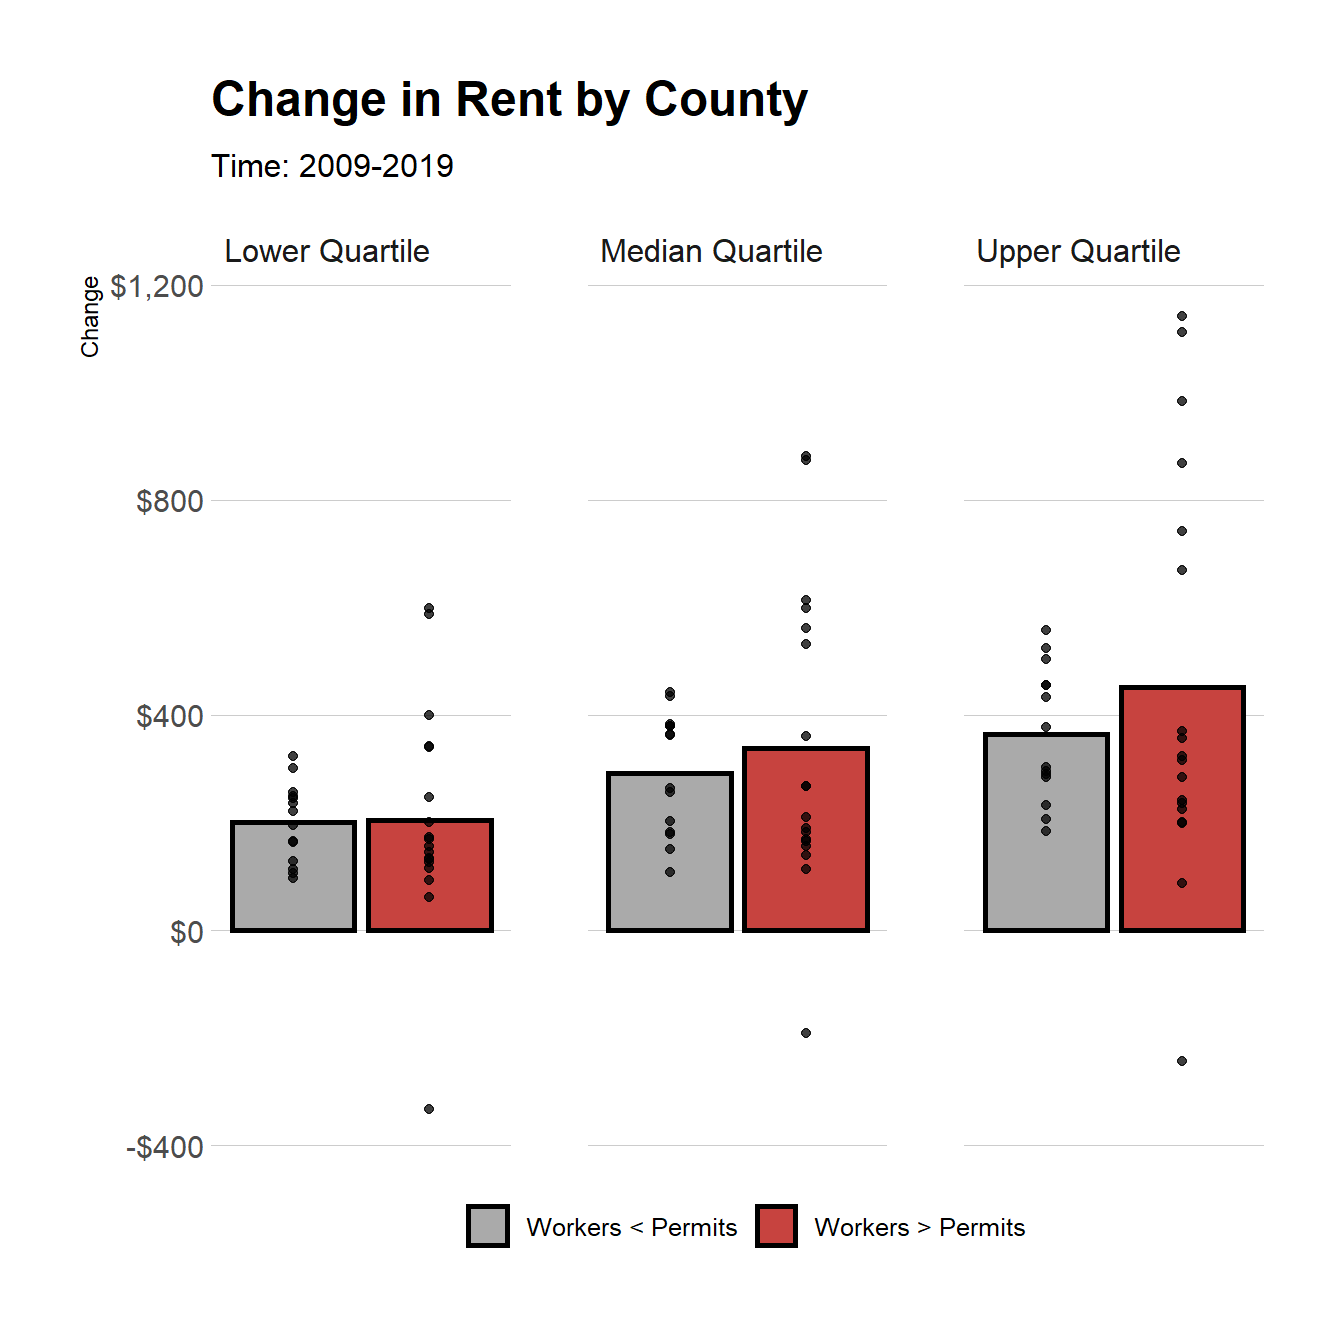 Change in Rent by County
Time: 2009-2019
Lower Quartile
Median Quartile
Upper Quartile
Change
$1,200
$800
$400
$0
-$400
Workers < Permits
Workers > Permits